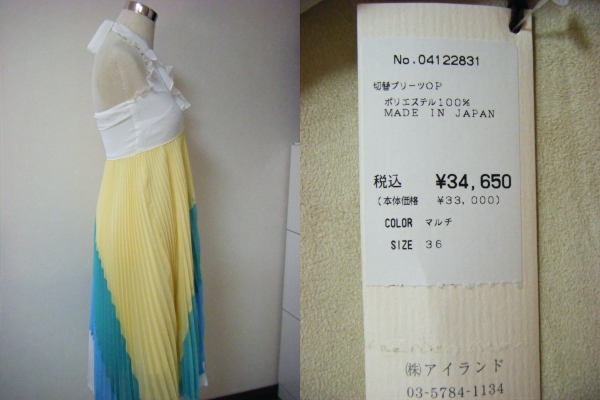 No.04122831
切替プリーツOP
ポリエステル100%
MADE IN JAPAN
税込 ¥34,650
(本体価格 ¥33,000)
COLOR マルチ
SIZE 36
㈱アイランド
03-5784-1134